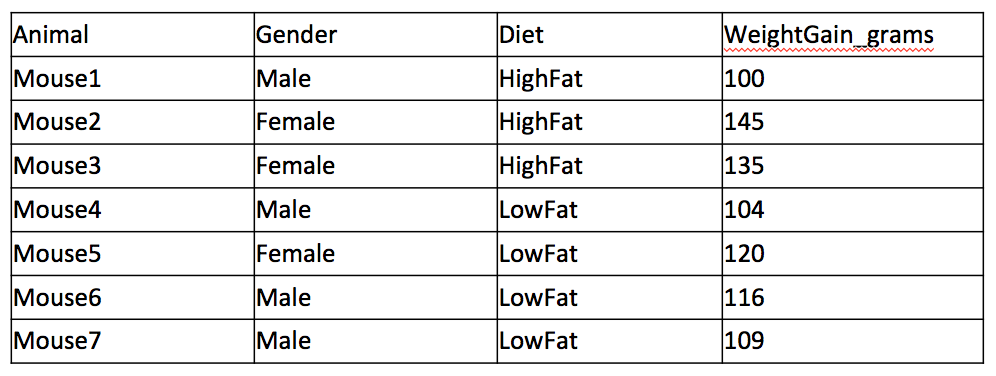 Animal Gender Diet WeightGain_grams
Mouse1 Male HighFat 100
Mouse2 Female HighFat 145
Mouse3 Female HighFat 135
Mouse4 Male LowFat 104
Mouse5 Female LowFat 120
Mouse6 Male LowFat 116
Mouse7 Male LowFat 109